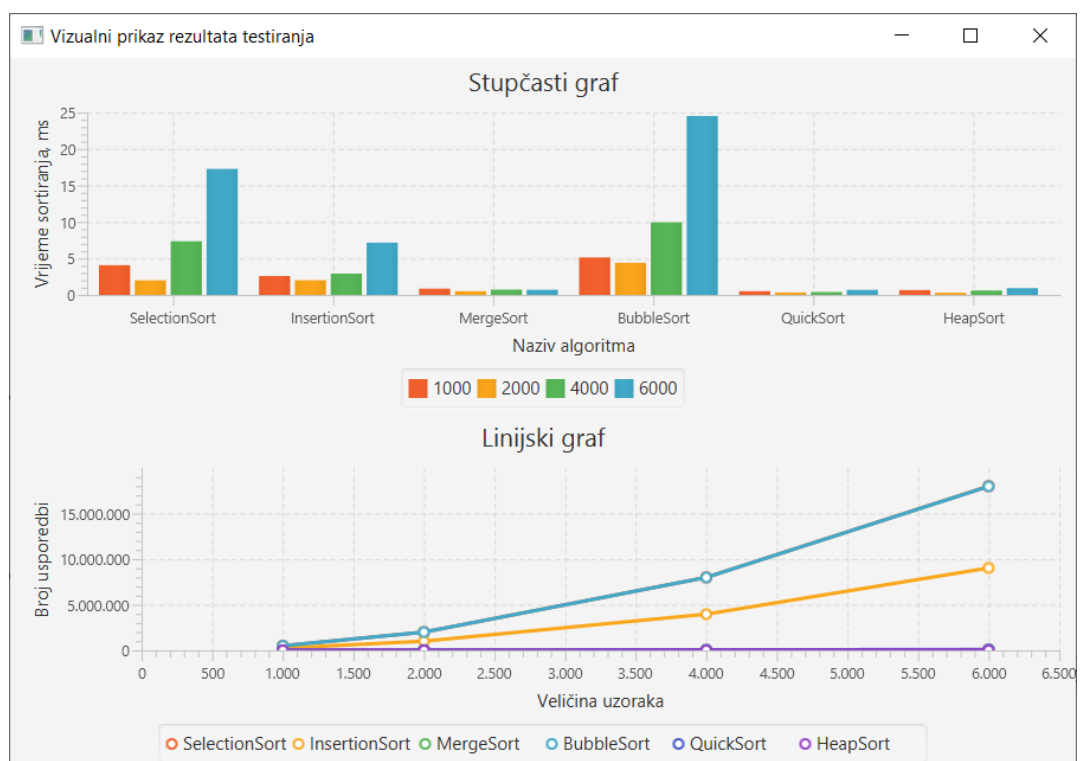 Vizualni prikaz rezultata testiranja
Stupčasti graf
Vrijeme sortiranja, ms
25
20
15
10
5
0
SelectionSort InsertionSort MergeSort BubbleSort QuickSort HeapSort
Naziv algoritma
1000 2000 4000 6000
Linijski graf
Broj usporedbi
15.000.000
10.000.000
5.000.000
0
0 500 1.000 1.500 2.000 2.500 3.000 3.500 4.000 4.500 5.000 5.500 6.000 6.500
Veličina uzoraka
SelectionSort InsertionSort MergeSort BubbleSort QuickSort HeapSort